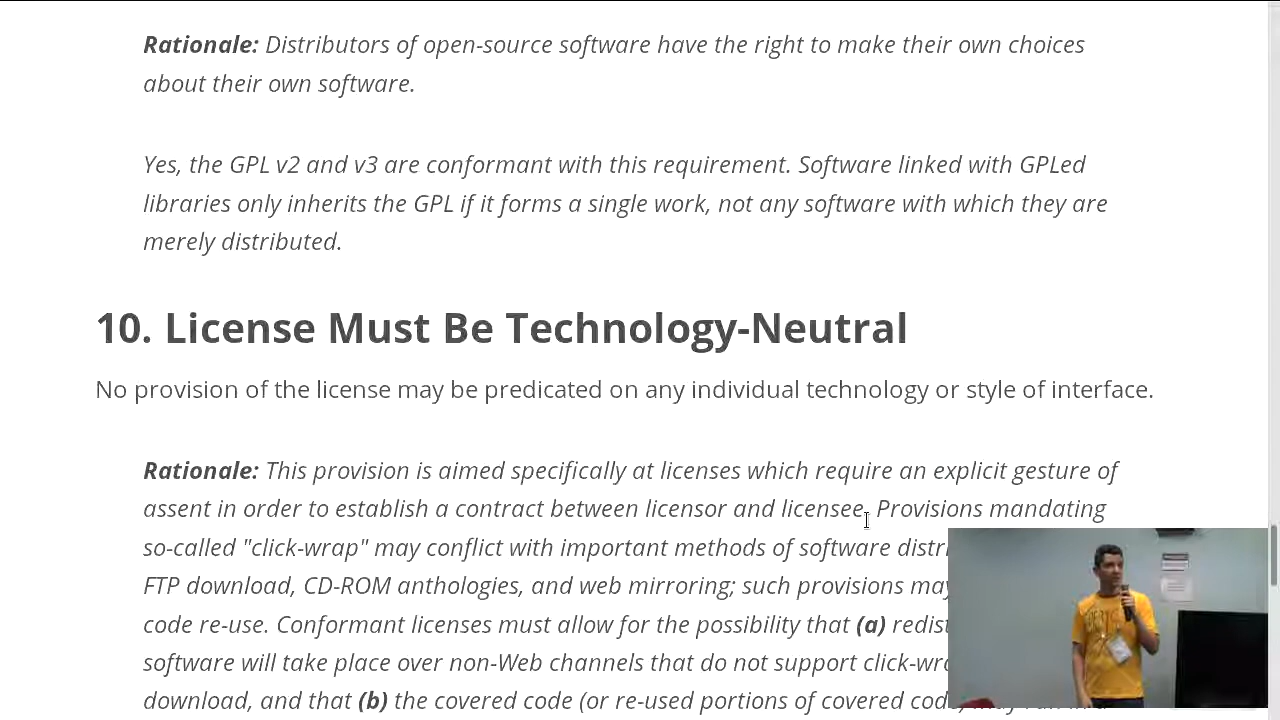 Rationale: Distributors of open-source software have the right to make their own choices
about their own software.
Yes, the GPL v2 and v3 are conformant with this requirement. Software linked with GPLed
libraries only inherits the GPL if it forms a single work, not any software with which they are
merely distributed.
10. License Must Be Technology-Neutral
No provision of the license may be predicated on any individual technology or style of interface.
Rationale: This provision is aimed specifically at licenses which require an explicit gesture of
assent in order to establish a contract between licensor and licensee. Provisions mandating
so-called "click-wrap" may conflict with important methods of software
FTP download, CD-ROM anthologies, and web mirroring; such provisions may
code re-use. Conformant licenses must allow for the possibility that (a)
software will take place over non-Web channels that do not support
download, and that (b) the covered code (or re-used portions of covered code)